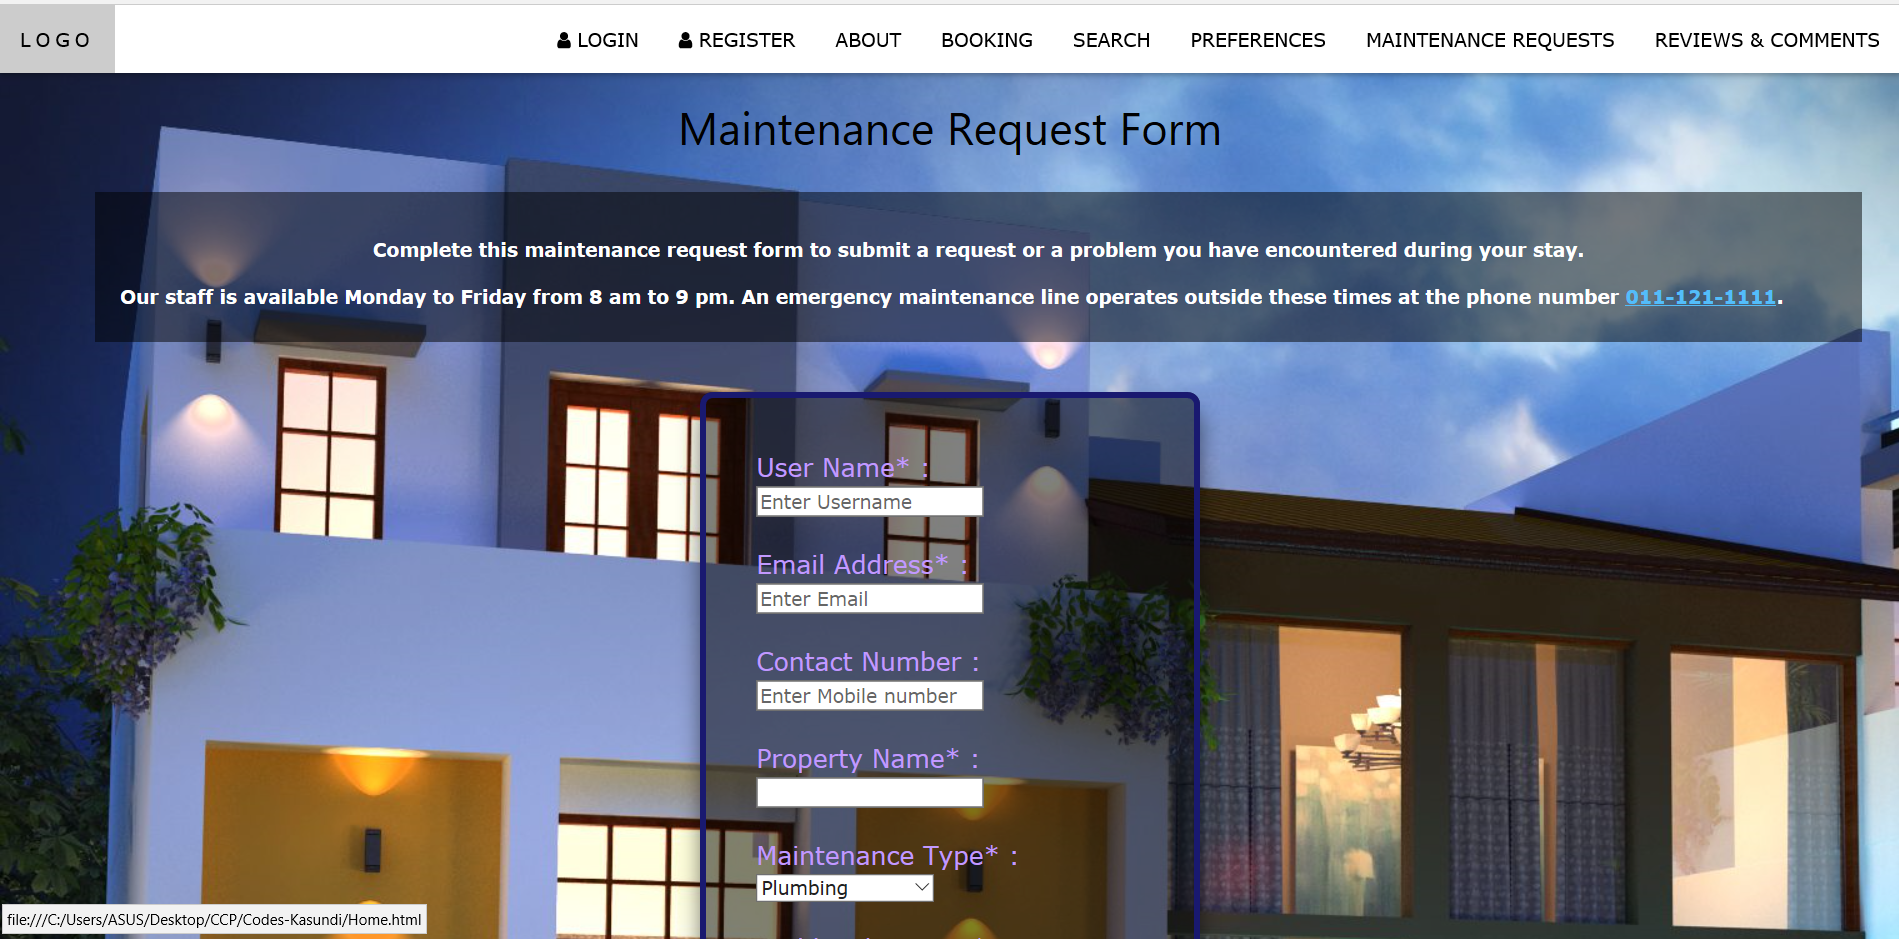 LOGO LOGIN REGISTER ABOUT BOOKING SEARCH PREFERENCES MAINTENANCE REQUESTS REVIEWS & COMMENTS
Maintenance Request Form
Complete this maintenance request form to submit a request or a problem you have encountered during your stay.
Our staff is available Monday to Friday from 8 am to 9 pm. An emergency maintenance line operates outside these times at the phone number 011-121-1111.
User Name* :
Enter Username
Email Address* :
Enter Email
Contact Number :
Enter Mobile number
Property Name* :
Maintenance Type* :
Plumbing
file:///C:/Users/ASUS/Desktop/CCP/Codes-Kasundi/Home.html